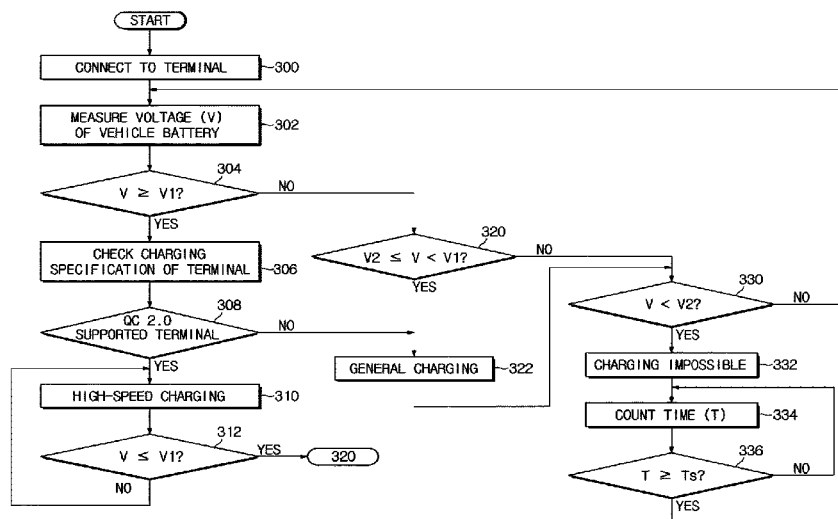 START
CONNECT TO TERMINAL
300
MEASURE VOLTAGE (V)
OF VEHICLE BATTERY
302
304
V ≥ V1?
NO
YES
CHECK CHARGING
SPECIFICATION OF TERMINAL
306
308
QC 2.0
SUPPORTED TERMINAL
NO
YES
HIGH-SPEED CHARGING
310
312
V ≤ V1?
YES
320
NO
320
V2 ≤ V < V1?
NO
YES
GENERAL CHARGING
322
330
V < V2?
NO
YES
CHARGING IMPOSSIBLE
332
COUNT TIME (T)
334
336
T ≥ Ts?
NO
YES